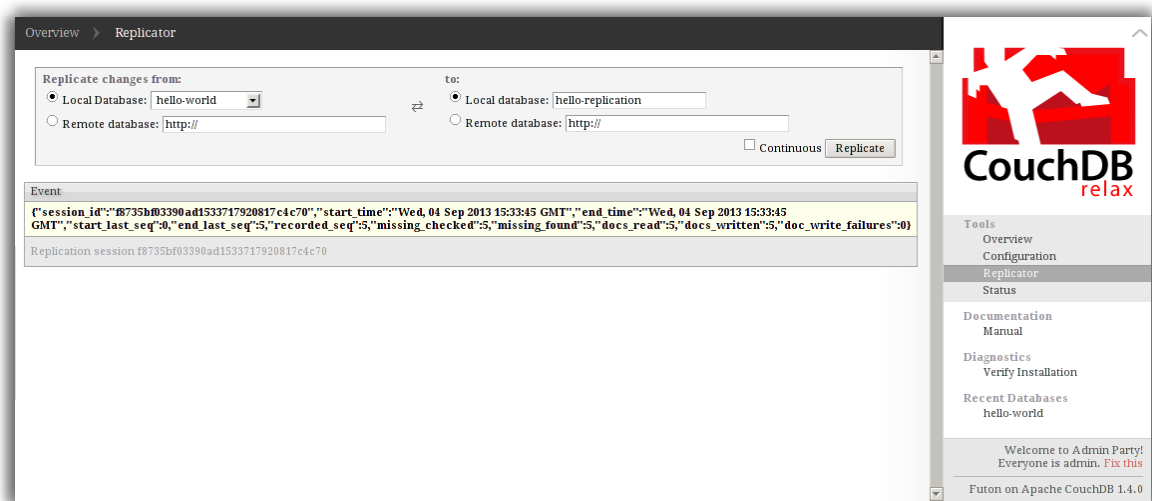 Overview Replicator
Replicate changes from: to:
Local Database: hello-world Local database: hello-replication
Remote database: http:// Remote database: http://
Continuous Replicate
Event
{"session_id":"f8735bf03390ad1533717920817c4c70","start_time":"Wed, 04 Sep 2013 15:33:45 GMT","end_time":"Wed, 04 Sep 2013 15:33:45
GMT","start_last_seq":0,"end_last_seq":5,"recorded_seq":5,"missing_checked":5,"missing_found":5,"docs_read":5,"docs_written":5,"doc_write_failures":0}
Replication session f8735bf03390ad1533717920817c4c70
CouchDB
relax
Tools
Overview
Configuration
Replicator
Status
Documentation
Manual
Diagnostics
Verify Installation
Recent Databases
hello-world
Welcome to Admin Party!
Everyone is admin. Fix this
Futon on Apache CouchDB 1.4.0